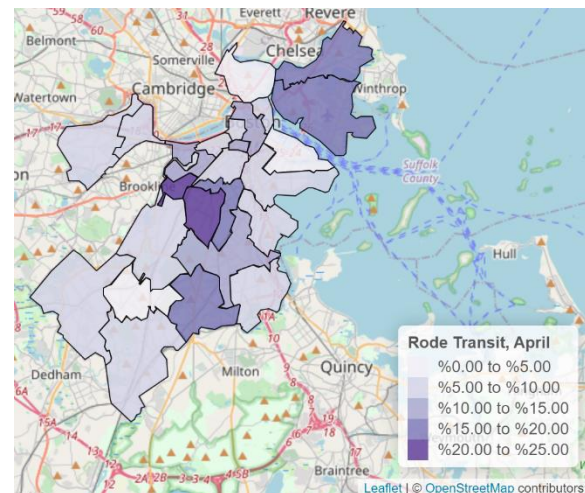 Everett
Revere
Belmont
Somerville
Chelsea
Watertown
Cambridge
Winthrop
Suffolk
County
Brookli
Hull
Dedham
Milton
Quincy
Braintree
Rode Transit, April
%0.00 to %5.00
%5.00 to %10.00
%10.00 to %15.00
%15.00 to %20.00
%20.00 to %25.00
Leaflet | © OpenStreetMap contributors